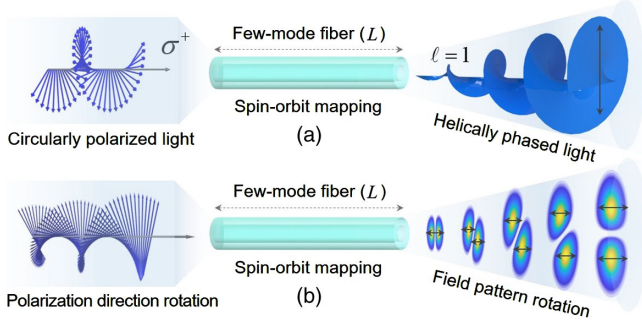 Few-mode fiber (L)
σ⁺
ℓ = 1
Spin-orbit mapping
Circularly polarized light
(a)
Helically phased light
Few-mode fiber (L)
Spin-orbit mapping
Polarization direction rotation
(b)
Field pattern rotation